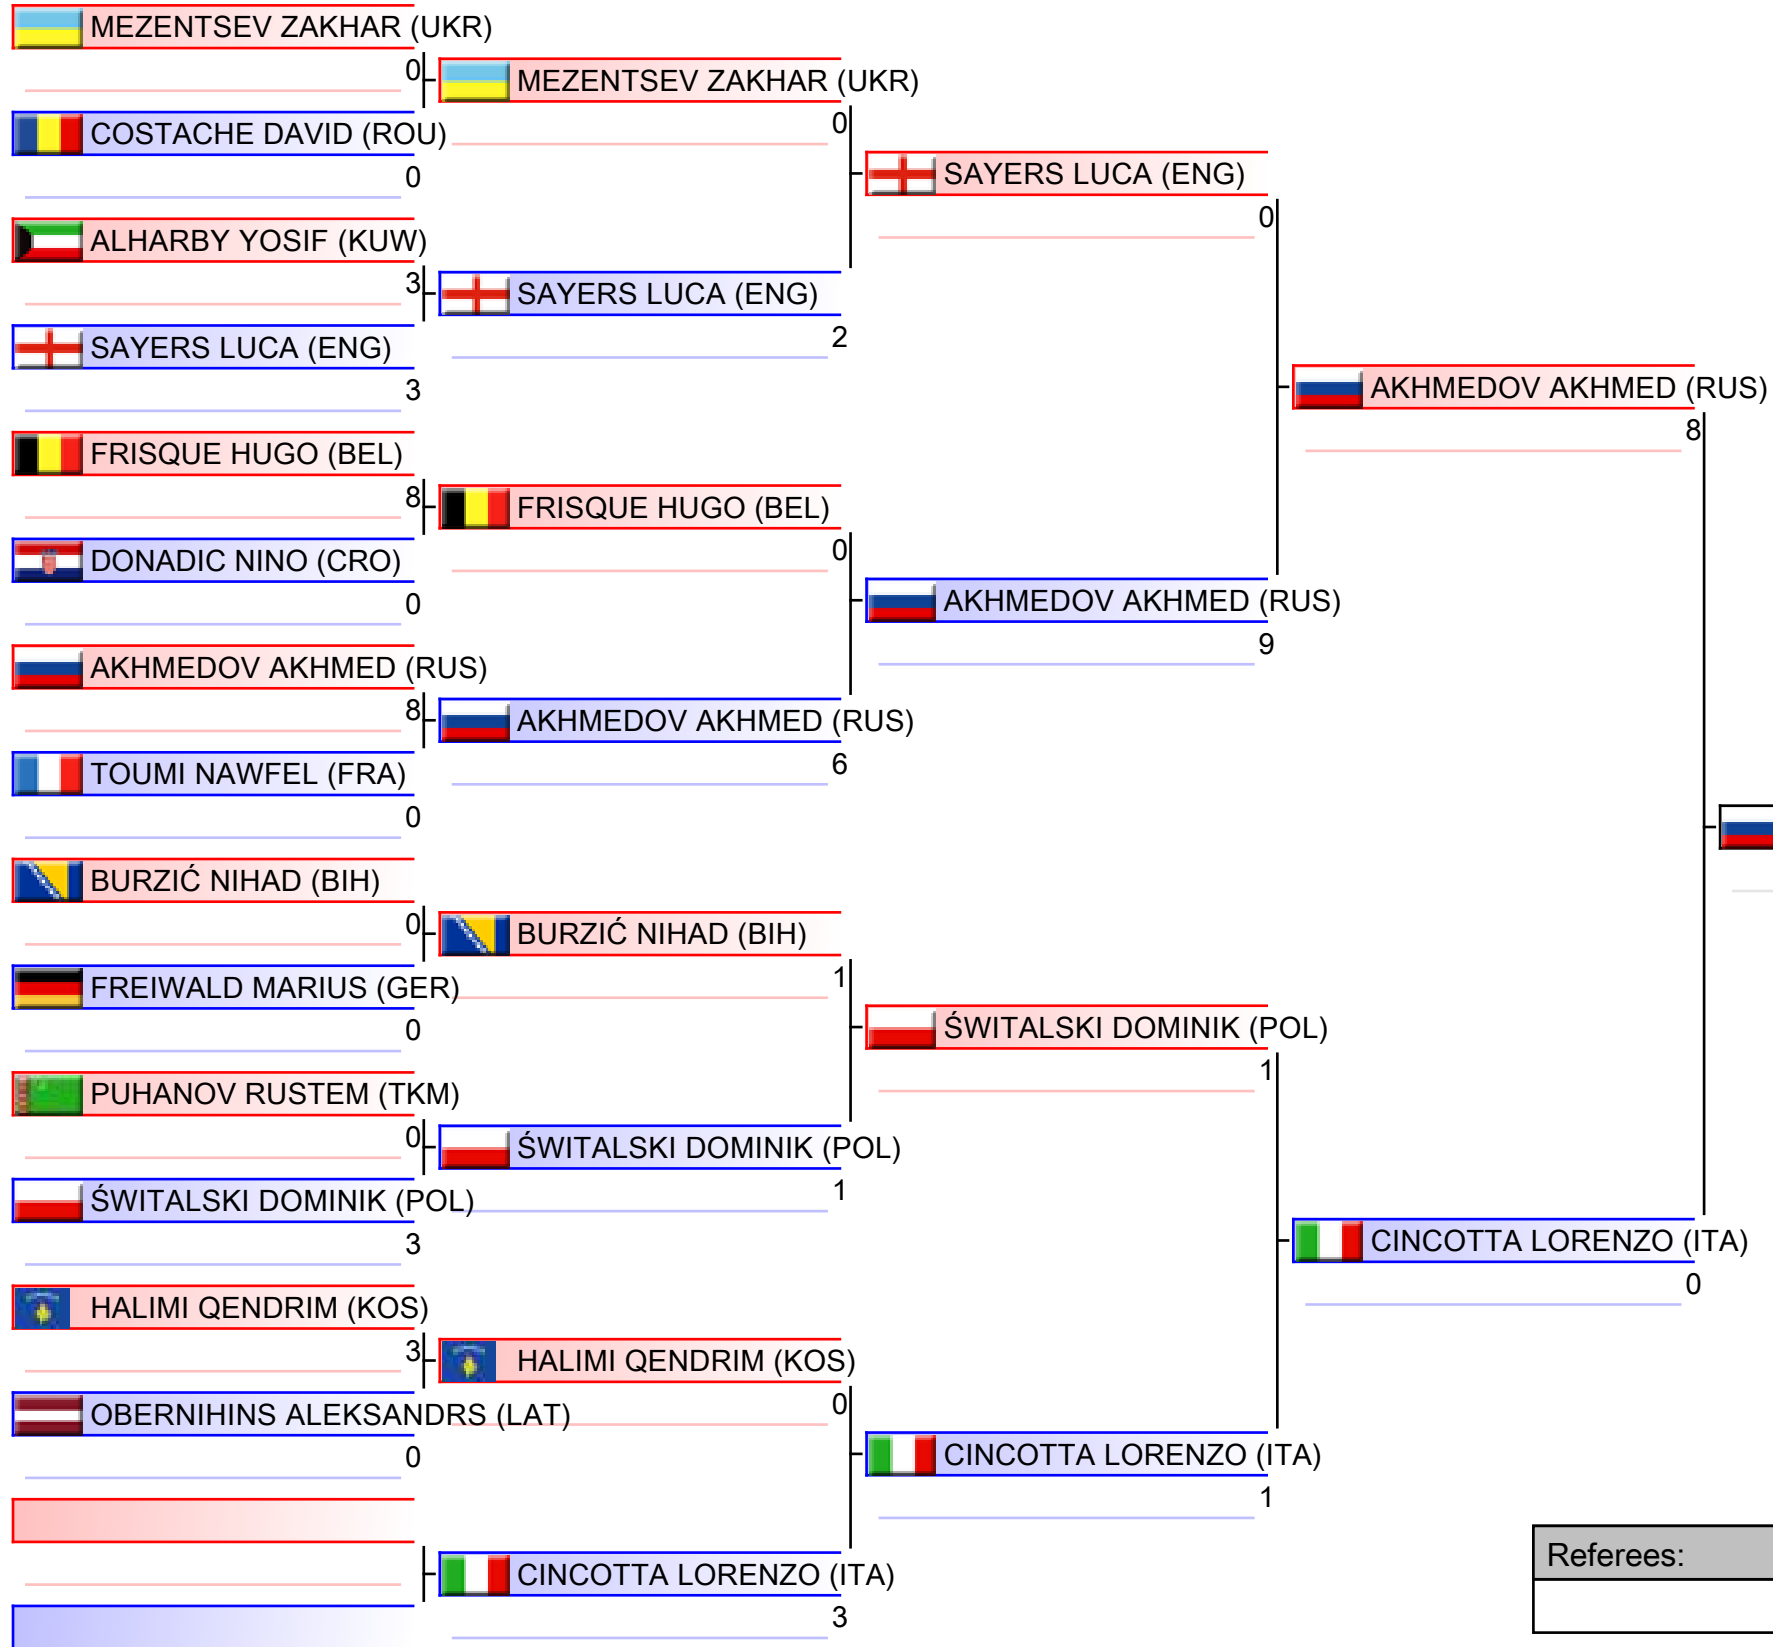 MEZENTSEV ZAKHAR (UKR)
0
COSTACHE DAVID (ROU)
0
ALHARBY YOSIF (KUW)
3
SAYERS LUCA (ENG)
3
FRISQUE HUGO (BEL)
8
DONADIC NINO (CRO)
0
AKHMEDOV AKHMED (RUS)
8
TOUMI NAWFEL (FRA)
0
BURZIĆ NIHAD (BIH)
0
FREIWALD MARIUS (GER)
0
PUHANOV RUSTEM (TKM)
0
ŚWITALSKI DOMINIK (POL)
3
HALIMI QENDRIM (KOS)
3
OBERNIHINS ALEKSANDRS (LAT)
0
MEZENTSEV ZAKHAR (UKR)
0
SAYERS LUCA (ENG)
2
FRISQUE HUGO (BEL)
0
AKHMEDOV AKHMED (RUS)
6
BURZIĆ NIHAD (BIH)
1
ŚWITALSKI DOMINIK (POL)
1
HALIMI QENDRIM (KOS)
0
CINCOTTA LORENZO (ITA)
3
SAYERS LUCA (ENG)
0
AKHMEDOV AKHMED (RUS)
9
ŚWITALSKI DOMINIK (POL)
1
CINCOTTA LORENZO (ITA)
1
AKHMEDOV AKHMED (RUS)
8
CINCOTTA LORENZO (ITA)
0
Referees: